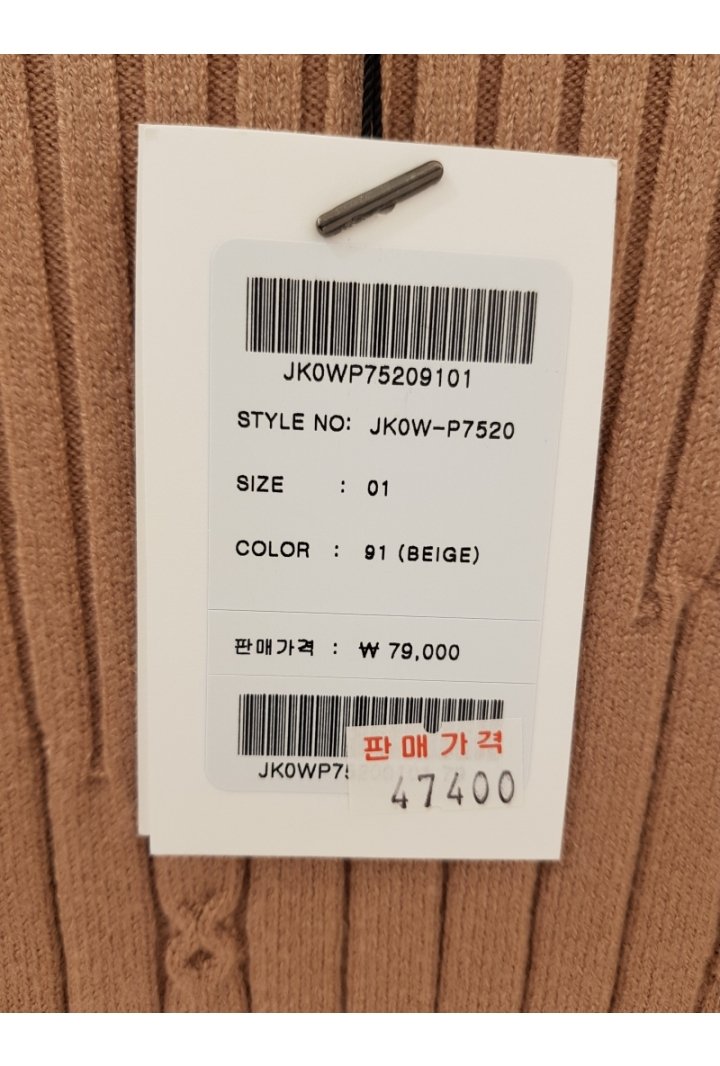 JK0WP75209101
STYLE NO: JK0W-P7520
SIZE : 01
COLOR : 91 (BEIGE)
판매가격 : ₩ 79,000
JK0WP75
판매가격
47400